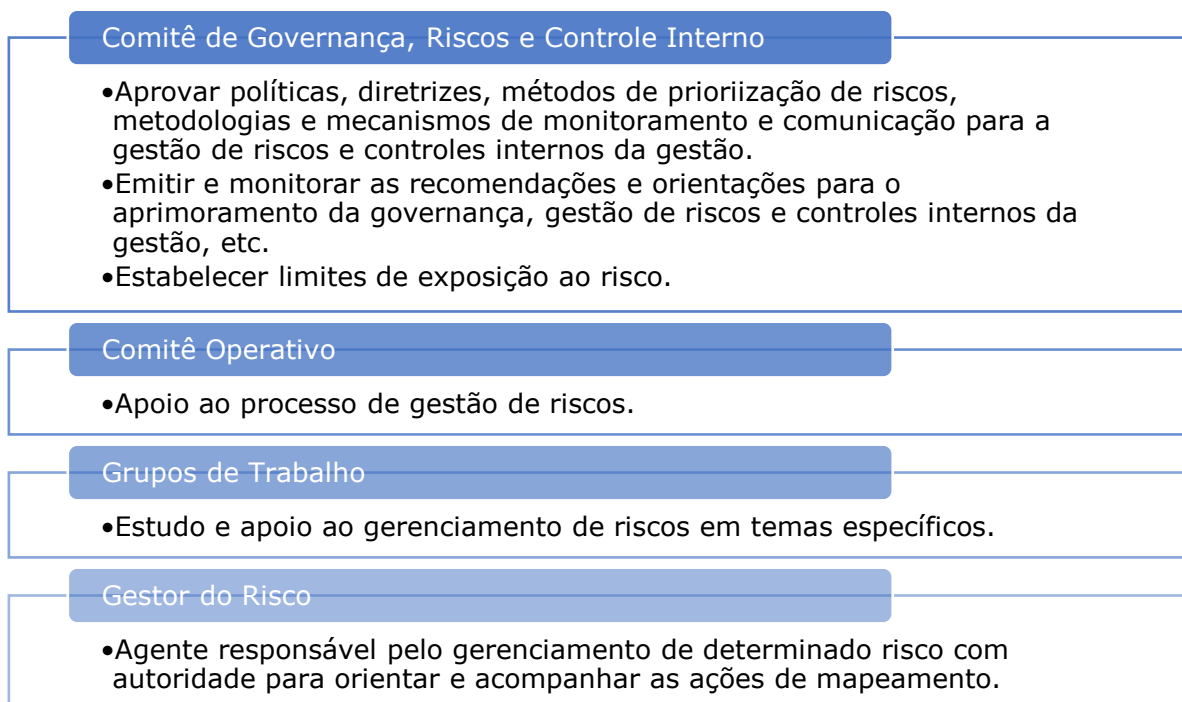 Comitê de Governança, Riscos e Controle Interno
•Aprovar políticas, diretrizes, métodos de prioriização de riscos,
metodologias e mecanismos de monitoramento e comunicação para a
gestão de riscos e controles internos da gestão.
•Emitir e monitorar as recomendações e orientações para o
aprimoramento da governança, gestão de riscos e controles internos da
gestão, etc.
•Estabelecer limites de exposição ao risco.
Comitê Operativo
•Apoio ao processo de gestão de riscos.
Grupos de Trabalho
•Estudo e apoio ao gerenciamento de riscos em temas específicos.
Gestor do Risco
•Agente responsável pelo gerenciamento de determinado risco com
autoridade para orientar e acompanhar as ações de mapeamento.